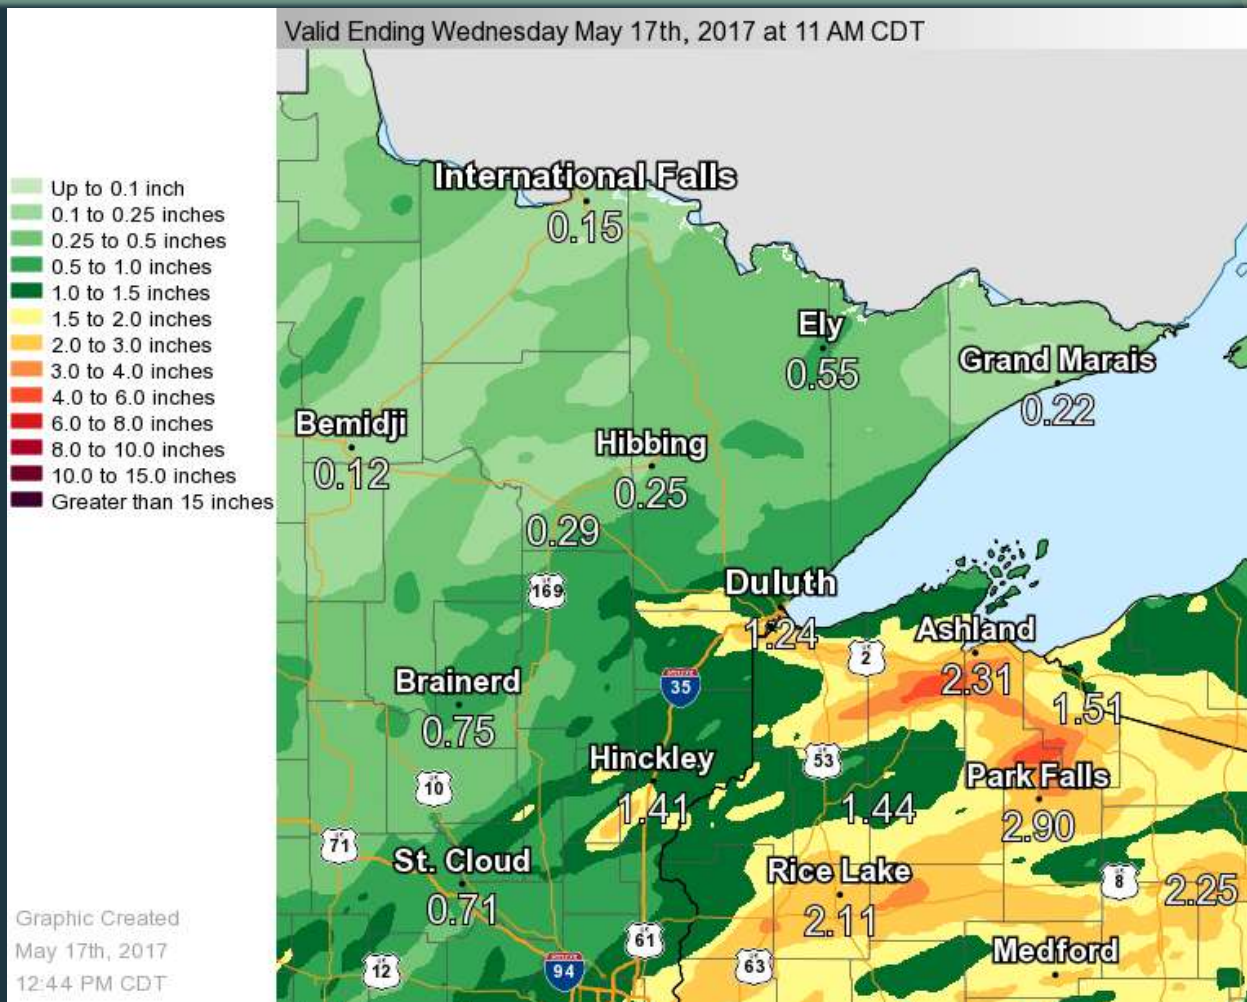 Valid Ending Wednesday May 17th, 2017 at 11 AM CDT
Up to 0.1 inch
0.1 to 0.25 inches
0.25 to 0.5 inches
0.5 to 1.0 inches
1.0 to 1.5 inches
1.5 to 2.0 inches
2.0 to 3.0 inches
3.0 to 4.0 inches
4.0 to 6.0 inches
6.0 to 8.0 inches
8.0 to 10.0 inches
10.0 to 15.0 inches
Greater than 15 inches
Graphic Created
May 17th, 2017
12:44 PM CDT
International Falls
0.15
Ely
0.55
Grand Marais
0.22
Bemidji
0.12
Hibbing
0.25
0.29
169
Duluth
1.24
Ashland
2.31
2
35
Brainerd
0.75
1.51
Hinckley
1.41
53
10
Park Falls
2.90
1.44
71
St. Cloud
0.71
Rice Lake
2.11
8
2.25
61
Medford
12
94
63